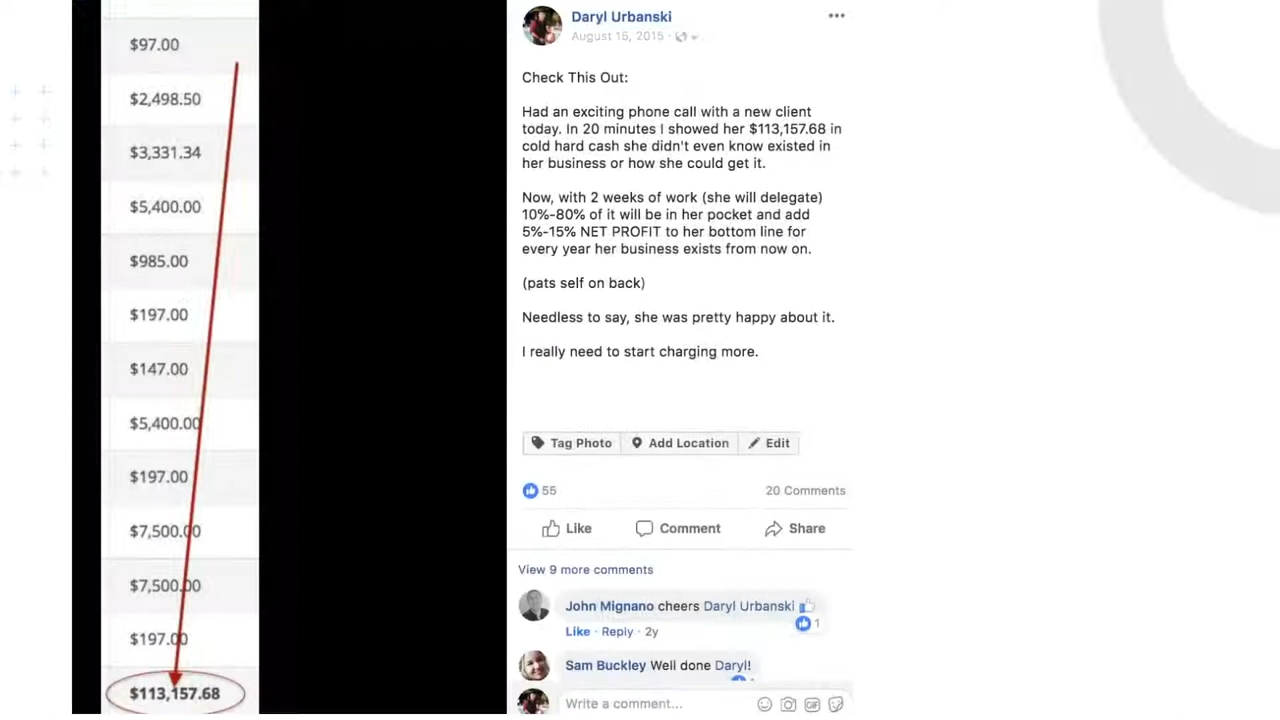 $97.00
$2,498.50
$3,331.34
$5,400.00
$985.00
$197.00
$147.00
$5,400.00
$197.00
$7,500.00
$7,500.00
$197.00
$113,157.68
Daryl Urbanski
August 15, 2015
Check This Out:
Had an exciting phone call with a new client
today. In 20 minutes I showed her $113,157.68 in
cold hard cash she didn't even know existed in
her business or how she could get it.
Now, with 2 weeks of work (she will delegate)
10%-80% of it will be in her pocket and add
5%-15% NET PROFIT to her bottom line for
every year her business exists from now on.
(pats self on back)
Needless to say, she was pretty happy about it.
I really need to start charging more.
Tag Photo Add Location Edit
55 20 Comments
Like Comment Share
View 9 more comments
John Mignano cheers Daryl Urbanski
Like · Reply · 2y 1
Sam Buckley Well done Daryl!
Write a comment... GIF